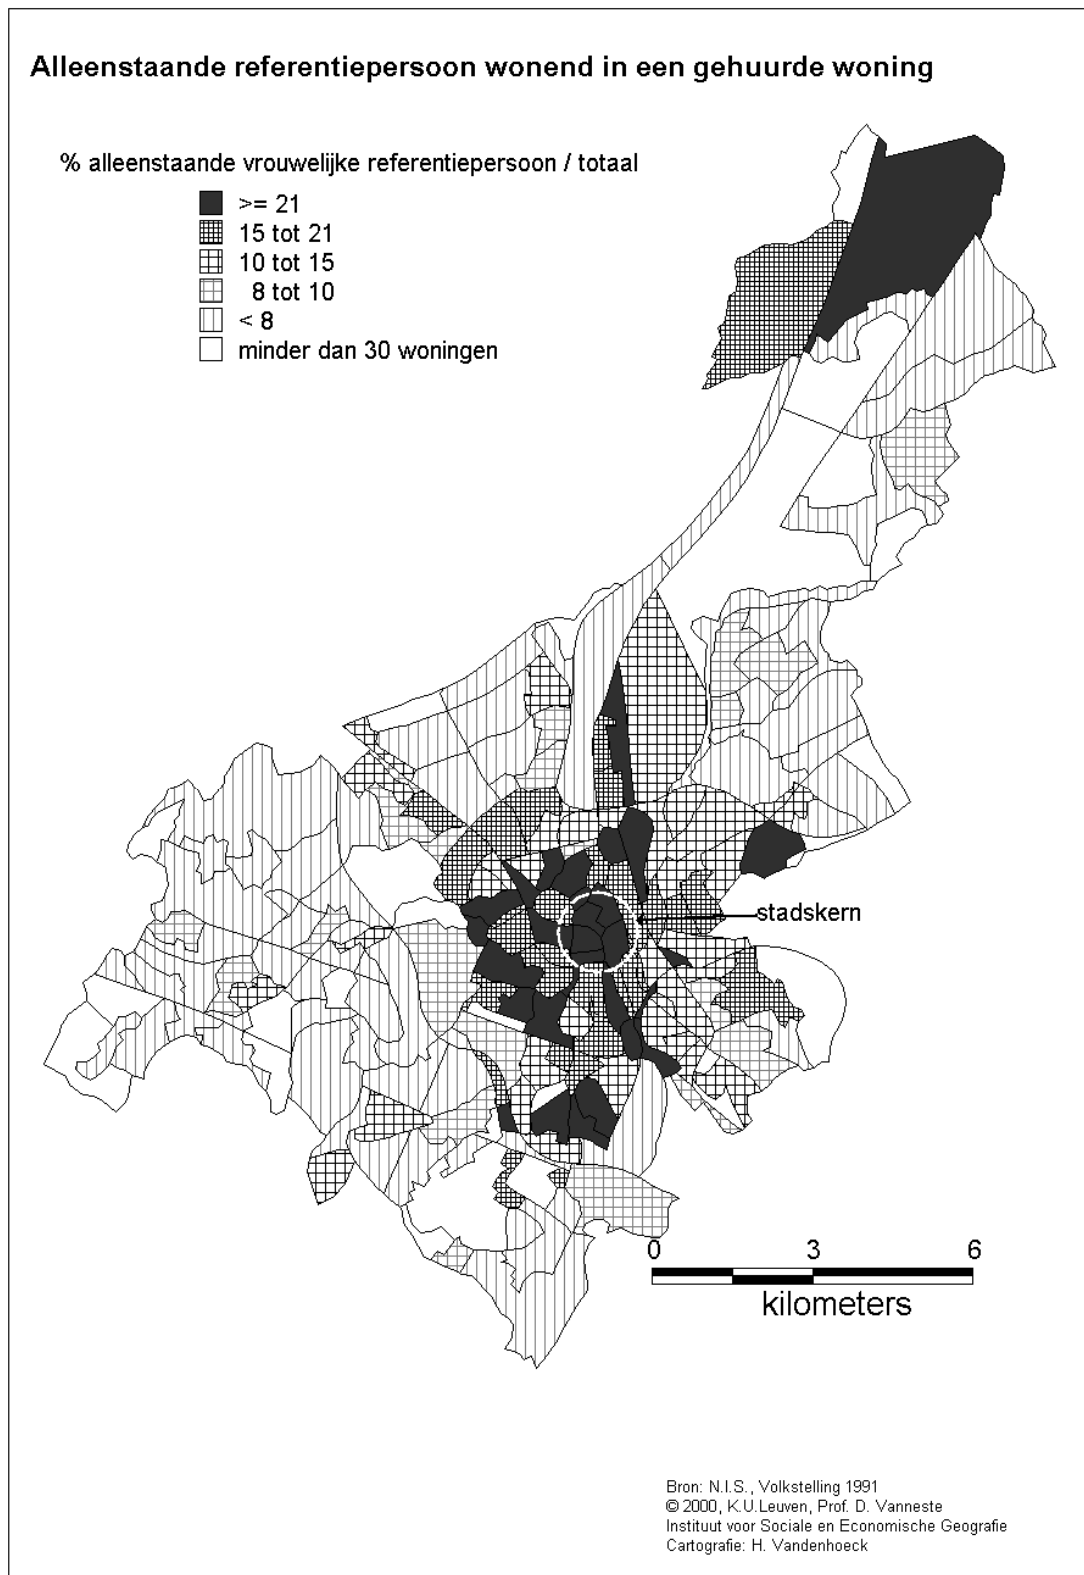 Alleenstaande referentiepersoon wonend in een gehuurde woning
% alleenstaande vrouwelijke referentiepersoon / totaal
>= 21
15 tot 21
10 tot 15
8 tot 10
< 8
minder dan 30 woningen
stadskern
0 3 6
kilometers
Bron: N.I.S., Volkstelling 1991
© 2000, K.U.Leuven, Prof. D. Vanneste
Instituut voor Sociale en Economische Geografie
Cartografie: H. Vandenhoeck